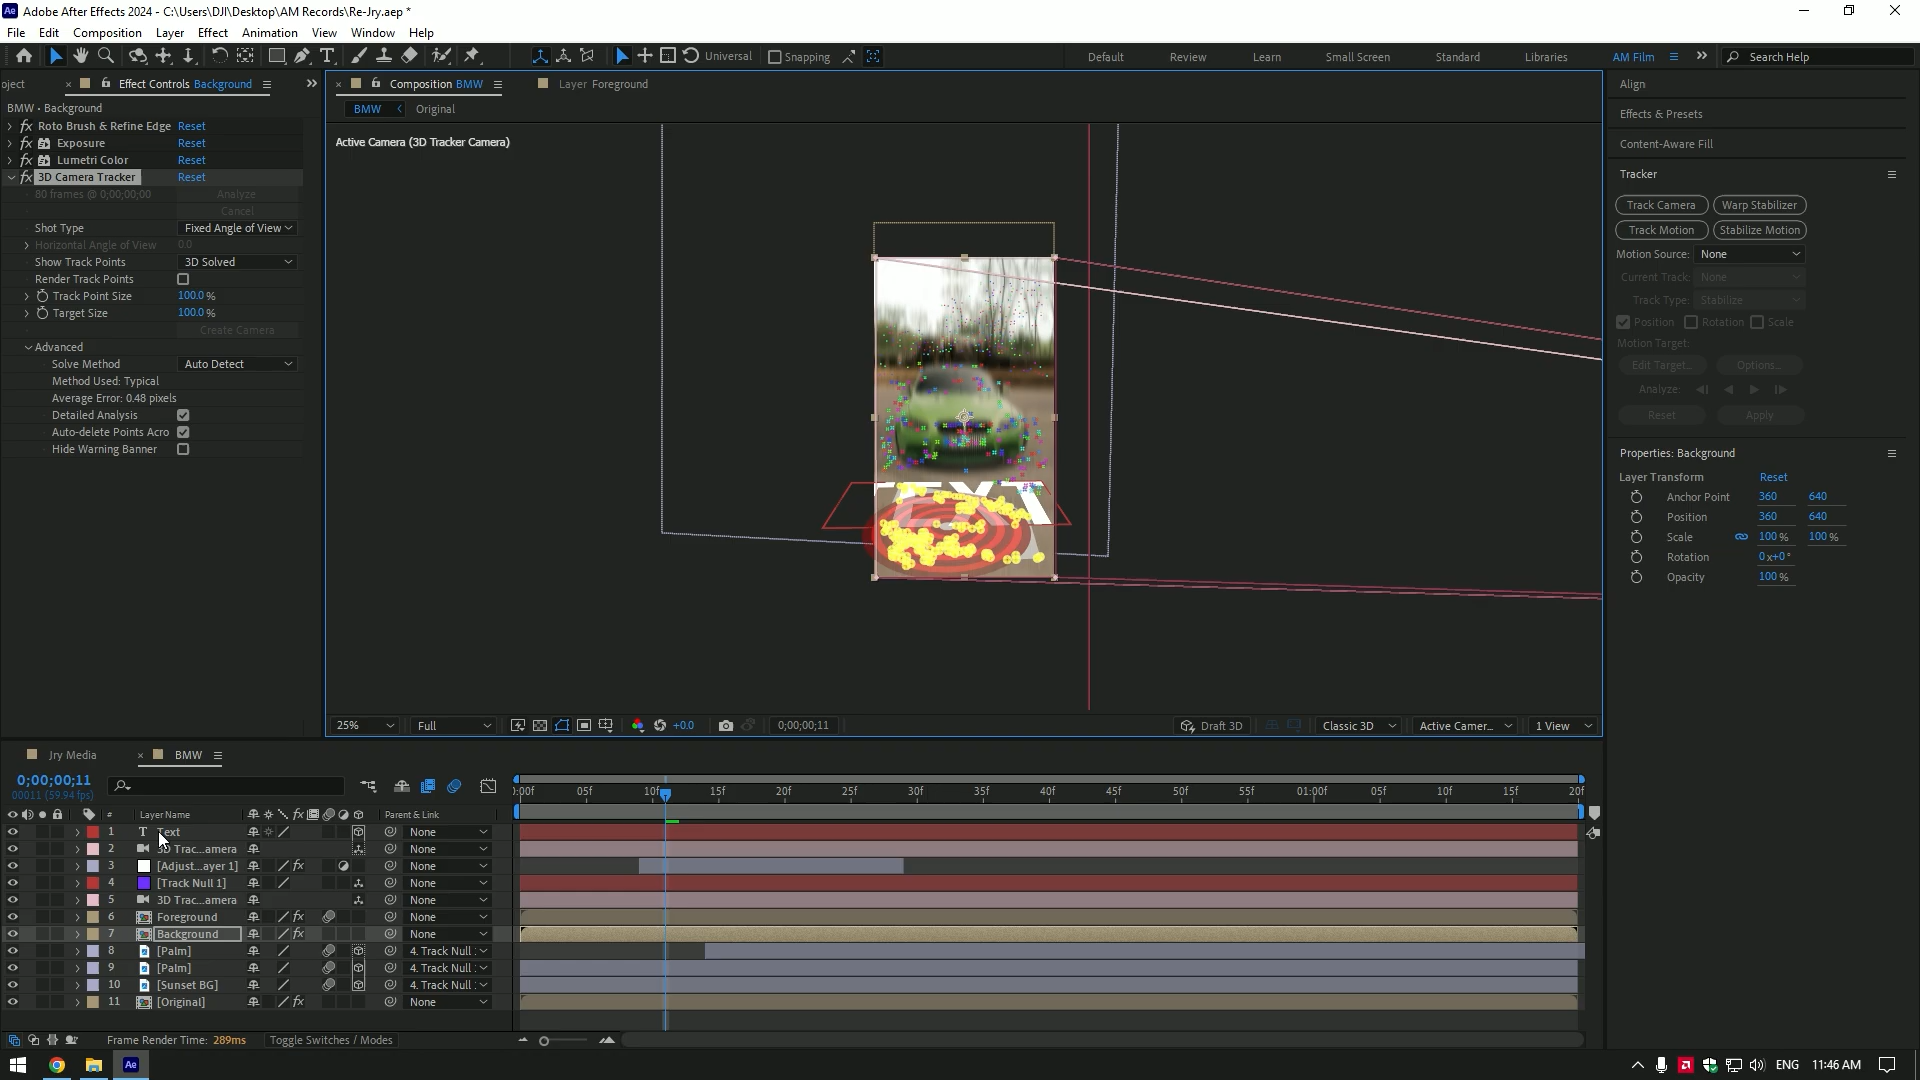 Adobe After Effects 2024 - C:\Users\DJI\Desktop\AM Records\Re-Jry.aep *
File Edit Composition Layer Effect Animation View Window Help
Universal Snapping Default Review Learn Small Screen Standard Libraries AM Film Search Help
oject Effect Controls Background
BMW • Background
fx Roto Brush & Refine Edge Reset
fx Exposure Reset
fx Lumetri Color Reset
fx 3D Camera Tracker Reset
80 frames @ 0;00;00;00 Analyze
Cancel
Shot Type Fixed Angle of View
Horizontal Angle of View 0.0
Show Track Points 3D Solved
Render Track Points
Track Point Size 100.0 %
Target Size 100.0 %
Create Camera
Advanced
Solve Method Auto Detect
Method Used: Typical
Average Error: 0.48 pixels
Detailed Analysis
Auto-delete Points Acro
Hide Warning Banner
Composition BMW Layer Foreground
BMW Original
Active Camera (3D Tracker Camera)
TEXT
25% Full +0.0 0;00;00;11 Draft 3D Classic 3D Active Camer... 1 View
Align
Effects & Presets
Content-Aware Fill
Tracker
Track Camera Warp Stabilizer
Track Motion Stabilize Motion
Motion Source: None
Current Track: None
Track Type: Stabilize
Position Rotation Scale
Motion Target:
Edit Target... Options...
Analyze:
Reset Apply
Properties: Background
Layer Transform Reset
Anchor Point 360 640
Position 360 640
Scale 100 % 100 %
Rotation 0x+0°
Opacity 100 %
Jry Media BMW
0;00;00;11
00011 (59.94 fps)
:00f 05f 10f 15f 20f 25f 30f 35f 40f 45f 50f 55f 01:00f 05f 10f 15f 20f
# Layer Name Parent & Link
1 T Text None
2 3D Trac...amera None
3 [Adjust...ayer 1] None
4 [Track Null 1] None
5 3D Trac...amera None
6 Foreground None
7 Background None
8 [Palm] 4. Track Null
9 [Palm] 4. Track Null
10 [Sunset BG] 4. Track Null
11 [Original] None
Frame Render Time: 289ms Toggle Switches / Modes
Ae ENG 11:46 AM